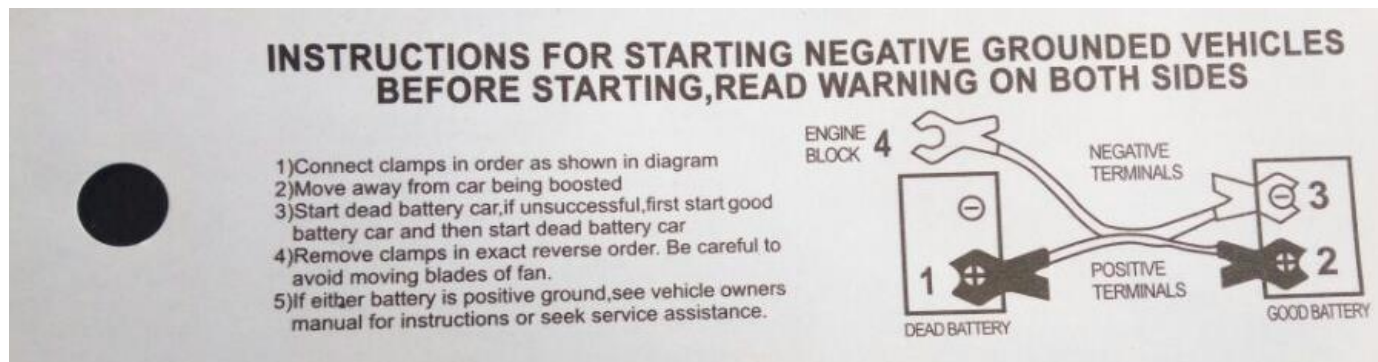 INSTRUCTIONS FOR STARTING NEGATIVE GROUNDED VEHICLES
BEFORE STARTING,READ WARNING ON BOTH SIDES
1)Connect clamps in order as shown in diagram
2)Move away from car being boosted
3)Start dead battery car,if unsuccessful,first start good
battery car and then start dead battery car
4)Remove clamps in exact reverse order. Be careful to
avoid moving blades of fan.
5)If either battery is positive ground,see vehicle owners
manual for instructions or seek service assistance.
ENGINE
BLOCK 4
NEGATIVE
TERMINALS
⊖
⊖ 3
1 ⊕
POSITIVE
TERMINALS
⊕ 2
DEAD BATTERY
GOOD BATTERY